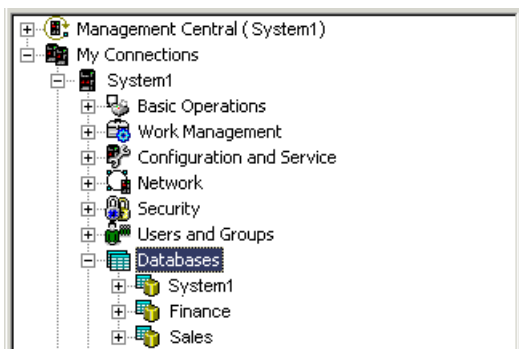 Management Central (System1)
My Connections
System1
Basic Operations
Work Management
Configuration and Service
Network
Security
Users and Groups
Databases
System1
Finance
Sales